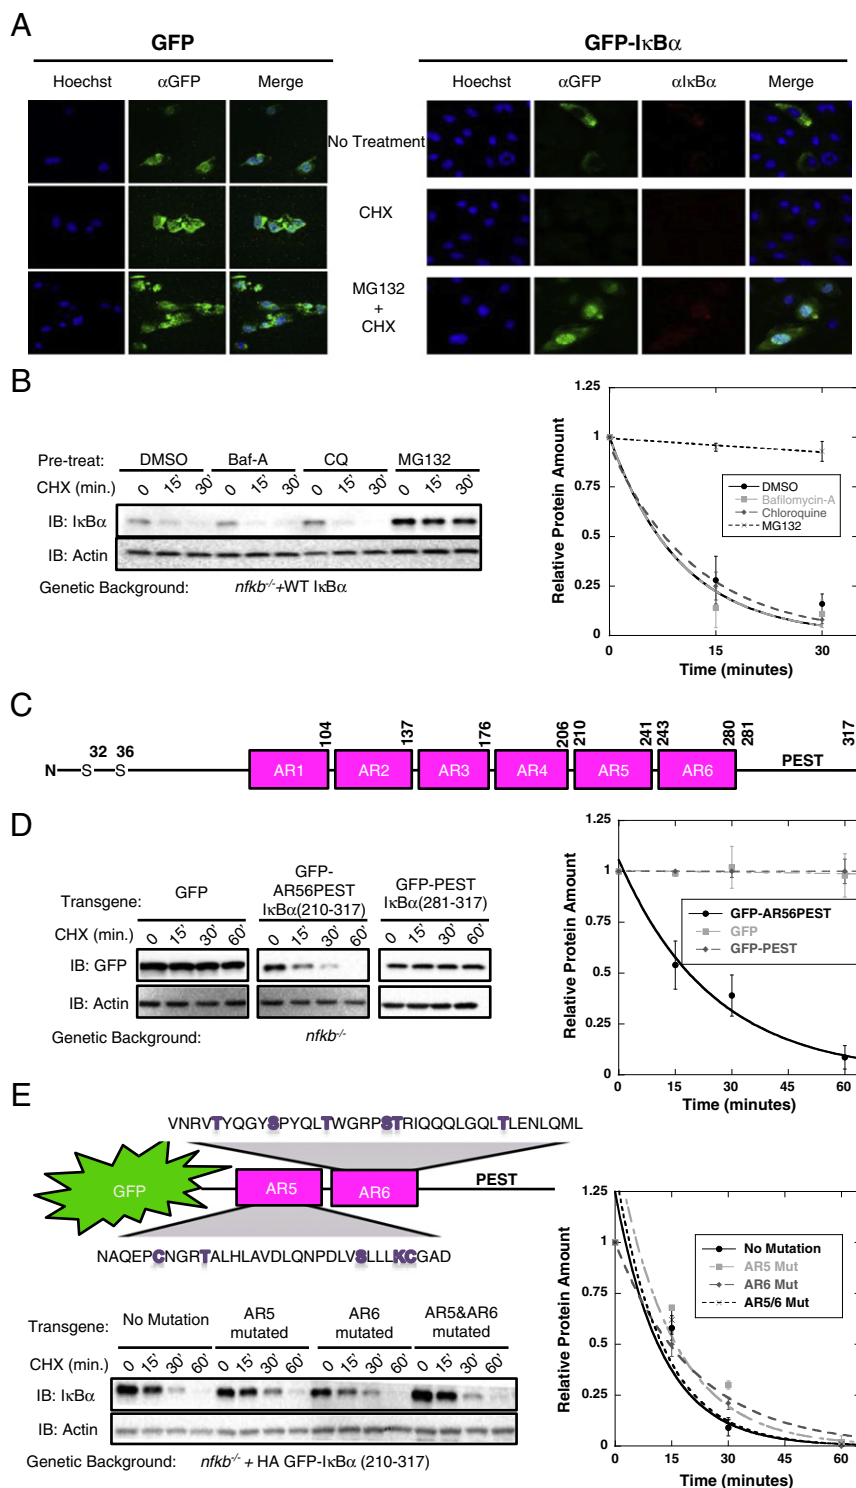 A
GFP
GFP-IκBα
Hoechst αGFP Merge
Hoechst αGFP αIκBα Merge
No Treatment
CHX
MG132
+
CHX
B
Pre-treat: DMSO Baf-A CQ MG132
CHX (min.) 0 15' 30' 0 15' 30' 0 15' 30' 0 15' 30'
IB: IκBα
IB: Actin
Genetic Background: nfkb-/-+WT IκBα
Relative Protein Amount
1.25
1
0.75
0.5
0.25
0
DMSO
Bafilomycin-A
Chloroquine
MG132
0 15 30
Time (minutes)
C
N S S AR1 AR2 AR3 AR4 AR5 AR6 PEST
32 36 104 137 176 206 210 241 243 280 281 317
D
Transgene: GFP
GFP-
AR56PEST
IκBα(210-317)
GFP-PEST
IκBα(281-317)
CHX (min.) 0 15' 30' 60' 0 15' 30' 60' 0 15' 30' 60'
IB: GFP
IB: Actin
Genetic Background: nfkb-/-
Relative Protein Amount
1.25
1
0.75
0.5
0.25
0
GFP-AR56PEST
GFP
GFP-PEST
0 15 30 45 60
Time (minutes)
E
VNRVTYQGYSPYQLTWGRPSTRIQQQLGQLTLENLQML
GFP AR5 AR6 PEST
NAQEPCNGRTALHLAVDLQNPDLVSLLLKCGAD
Transgene: No Mutation
AR5
mutated
AR6
mutated
AR5&AR6
mutated
CHX (min.) 0 15' 30' 60' 0 15' 30' 60' 0 15' 30' 60' 0 15' 30' 60'
IB: IκBα
IB: Actin
Genetic Background: nfkb-/- + HA GFP-IκBα (210-317)
Relative Protein Amount
1.25
1
0.75
0.5
0.25
0
No Mutation
AR5 Mut
AR6 Mut
AR5/6 Mut
0 15 30 45 60
Time (minutes)